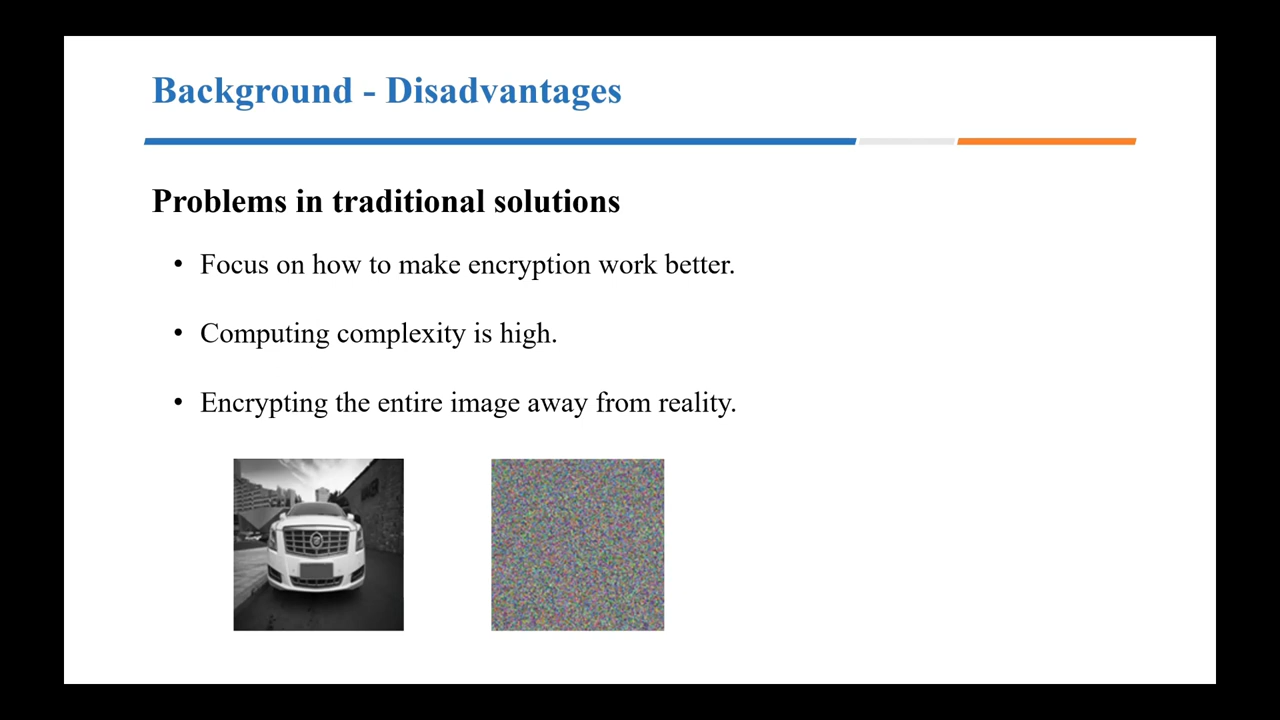 Background - Disadvantages
Problems in traditional solutions
• Focus on how to make encryption work better.
• Computing complexity is high.
• Encrypting the entire image away from reality.